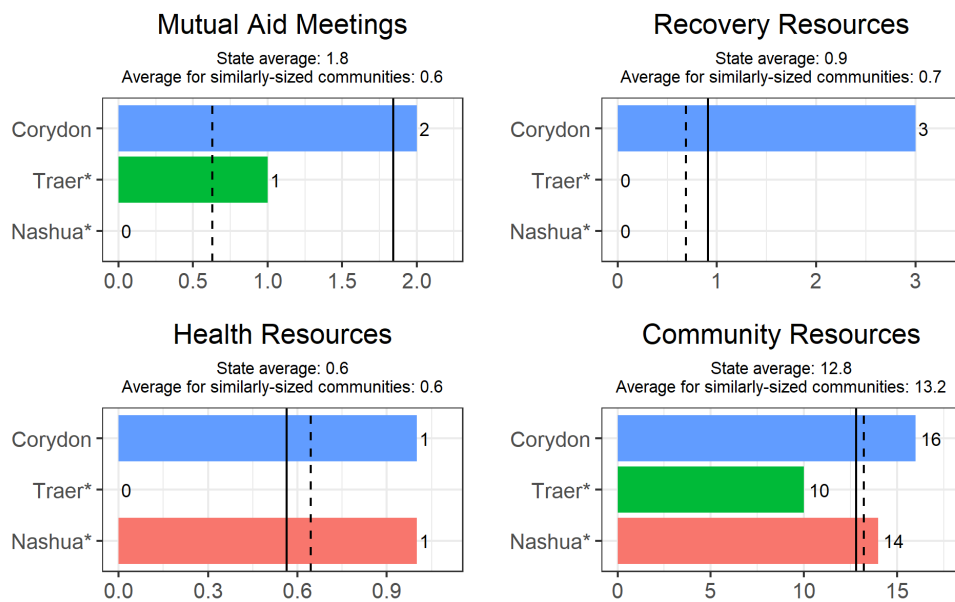 Mutual Aid Meetings
State average: 1.8
Average for similarly-sized communities: 0.6
Corydon
2
Traer*
1
Nashua*
0
0.0 0.5 1.0 1.5 2.0
Recovery Resources
State average: 0.9
Average for similarly-sized communities: 0.7
Corydon
3
Traer*
0
Nashua*
0
0 1 2 3
Health Resources
State average: 0.6
Average for similarly-sized communities: 0.6
Corydon
1
Traer*
0
Nashua*
1
0.0 0.3 0.6 0.9
Community Resources
State average: 12.8
Average for similarly-sized communities: 13.2
Corydon
16
Traer*
10
Nashua*
14
0 5 10 15